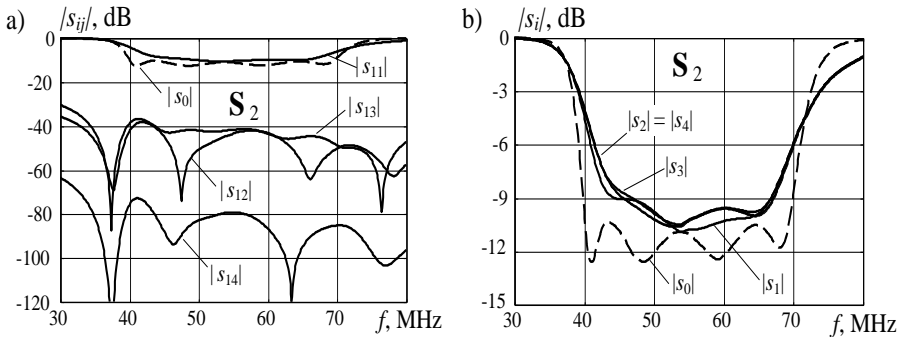 a)
|s_ij|, dB
0
-20
-40
-60
-80
-100
-120
30 40 50 60 70
f, MHz
|s_0|
|s_11|
S_2
|s_13|
|s_12|
|s_14|
b)
|s_i|, dB
0
-3
-6
-9
-12
-15
30 40 50 60 70
f, MHz
S_2
|s_2| = |s_4|
|s_3|
|s_0|
|s_1|